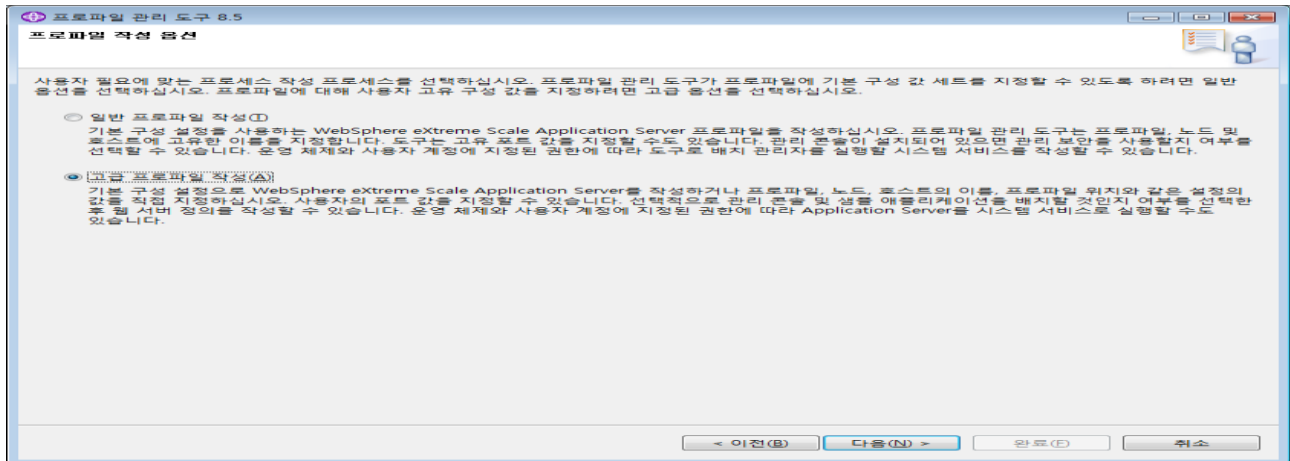 프로파일 관리 도구 8.5
프로파일 작성 옵션
사용자 필요에 맞는 프로세스 작성 프로세스를 선택하십시오. 프로파일 관리 도구가 프로파일에 기본 구성 값 세트를 지정할 수 있도록 하려면 일반
옵션을 선택하십시오. 프로파일에 대해 사용자 고유 구성 값을 지정하려면 고급 옵션을 선택하십시오.
일반 프로파일 작성(T)
기본 구성 설정을 사용하는 WebSphere eXtreme Scale Application Server 프로파일을 작성하십시오. 프로파일 관리 도구는 프로파일, 노드 및
호스트에 고유한 이름을 지정합니다. 도구는 고유 포트 값을 지정할 수도 있습니다. 관리 콘솔이 설치되어 있으면 관리 보안을 사용할지 여부를
선택할 수 있습니다. 운영 체제와 사용자 계정에 지정된 권한에 따라 도구로 배치 관리자를 실행할 시스템 서비스를 작성할 수 있습니다.
고급 프로파일 작성(A)
기본 구성 설정으로 WebSphere eXtreme Scale Application Server를 작성하거나 프로파일, 노드, 호스트의 이름, 프로파일 위치와 같은 설정의
값을 직접 지정하십시오. 사용자의 포트 값을 지정할 수 있습니다. 선택적으로 관리 콘솔 및 샘플 애플리케이션을 배치할 것인지 여부를 선택한
후 웹 서버 정의를 작성할 수 있습니다. 운영 체제와 사용자 계정에 지정된 권한에 따라 Application Server를 시스템 서비스로 실행할 수도
있습니다.
< 이전(B) 다음(N) > 완료(F) 취소